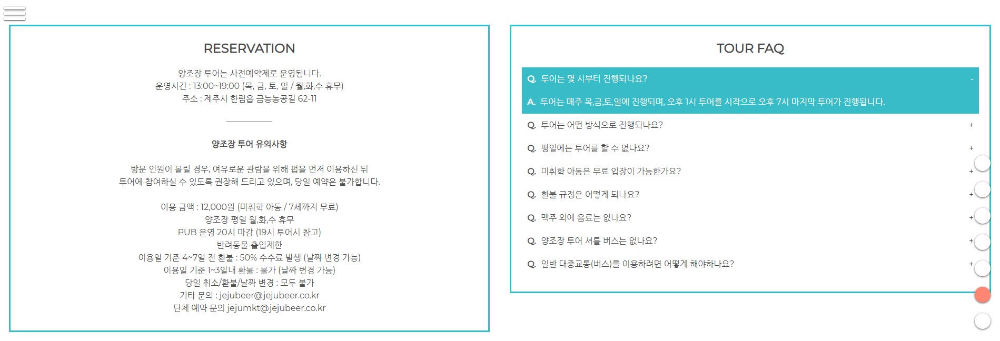 RESERVATION
양조장 투어는 사전예약제로 운영됩니다.
운영시간 : 13:00~19:00 (목, 금, 토, 일 / 월,화,수 휴무)
주소 : 제주시 한림읍 금능농공길 62-11
양조장 투어 유의사항
방문 인원이 몰릴 경우, 여유로운 관람을 위해 펍을 먼저 이용하신 뒤
투어에 참여하실 수 있도록 권장해 드리고 있으며, 당일 예약은 불가합니다.
이용 금액 : 12,000원 (미취학 아동 / 7세까지 무료)
양조장 평일 월,화,수 휴무
PUB 운영 20시 마감 (19시 투어시 참고)
반려동물 출입제한
이용일 기준 4~7일 전 환불 : 50% 수수료 발생 (날짜 변경 가능)
이용일 기준 1~3일내 환불 : 불가 (날짜 변경 가능)
당일 취소/환불/날짜 변경 : 모두 불가
기타 문의 : jejubeer@jejubeer.co.kr
단체 예약 문의 jejumkt@jejubeer.co.kr
TOUR FAQ
Q. 투어는 몇 시부터 진행되나요? -
A. 투어는 매주 목,금,토,일에 진행되며, 오후 1시 투어를 시작으로 오후 7시 마지막 투어가 진행됩니다.
Q. 투어는 어떤 방식으로 진행되나요? +
Q. 평일에는 투어를 할 수 없나요? +
Q. 미취학 아동은 무료 입장이 가능한가요? +
Q. 환불 규정은 어떻게 되나요? +
Q. 맥주 외에 음료는 없나요? +
Q. 양조장 투어 셔틀 버스는 없나요? +
Q. 일반 대중교통(버스)를 이용하려면 어떻게 해야하나요? +